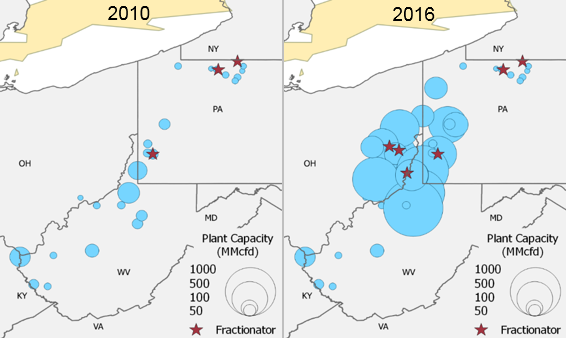 2010
NY
PA
OH
MD
WV
KY
VA
Plant Capacity
(MMcfd)
1000
500
100
50
Fractionator
2016
NY
PA
OH
MD
WV
KY
VA
Plant Capacity
(MMcfd)
1000
500
100
50
Fractionator